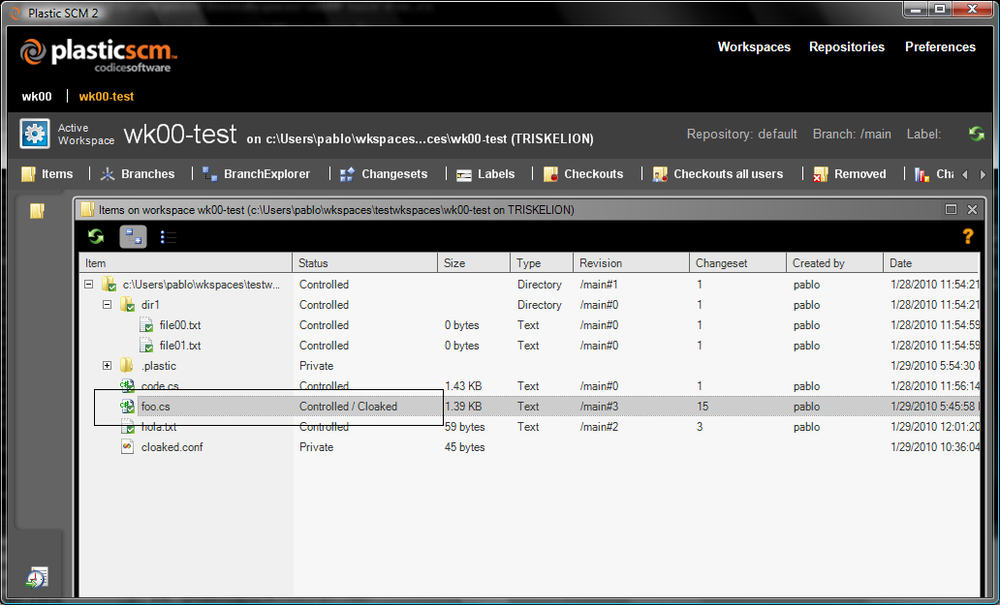 Plastic SCM 2
plasticscm™
codicesoftware
Workspaces Repositories Preferences
wk00 wk00-test
Active Workspace wk00-test on c:\Users\pablo\wkspaces...ces\wk00-test (TRISKELION) Repository: default Branch: /main Label:
Items Branches BranchExplorer Changesets Labels Checkouts Checkouts all users Removed Cha
Items on workspace wk00-test (c:\Users\pablo\wkspaces\testwkspaces\wk00-test on TRISKELION)
?
Item Status Size Type Revision Changeset Created by Date
c:\Users\pablo\wkspaces\testw... Controlled Directory /main#1 1 pablo 1/28/2010 11:54:21
dir1 Controlled Directory /main#0 1 pablo 1/28/2010 11:54:21
file00.txt Controlled 0 bytes Text /main#0 1 pablo 1/28/2010 11:54:59
file01.txt Controlled 0 bytes Text /main#0 1 pablo 1/28/2010 11:54:59
.plastic Private 1/29/2010 5:54:30
code.cs Controlled 1.43 KB Text /main#0 1 pablo 1/28/2010 11:56:14
foo.cs Controlled / Cloaked 1.39 KB Text /main#3 15 pablo 1/29/2010 5:45:58
hola.txt Controlled 59 bytes Text /main#2 3 pablo 1/29/2010 12:01:20
cloaked.conf Private 45 bytes 1/29/2010 10:36:04